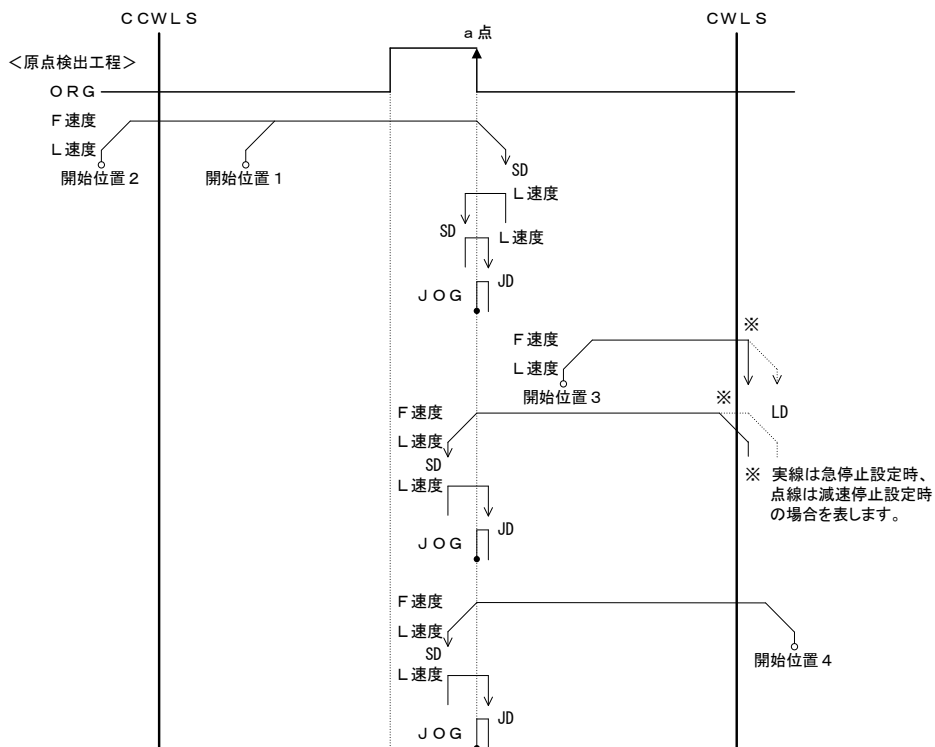 ＣＣＷＬＳ
ＣＷＬＳ
ａ点
＜原点検出工程＞
ＯＲＧ
Ｆ速度
Ｌ速度
開始位置２
開始位置１
SD
Ｌ速度
SD
Ｌ速度
JD
ＪＯＧ
※
Ｆ速度
Ｌ速度
開始位置３
※
Ｆ速度
LD
Ｌ速度
SD
※ 実線は急停止設定時、
点線は減速停止設定時
の場合を表します。
Ｌ速度
JD
ＪＯＧ
Ｆ速度
Ｌ速度
SD
開始位置４
Ｌ速度
JD
ＪＯＧ